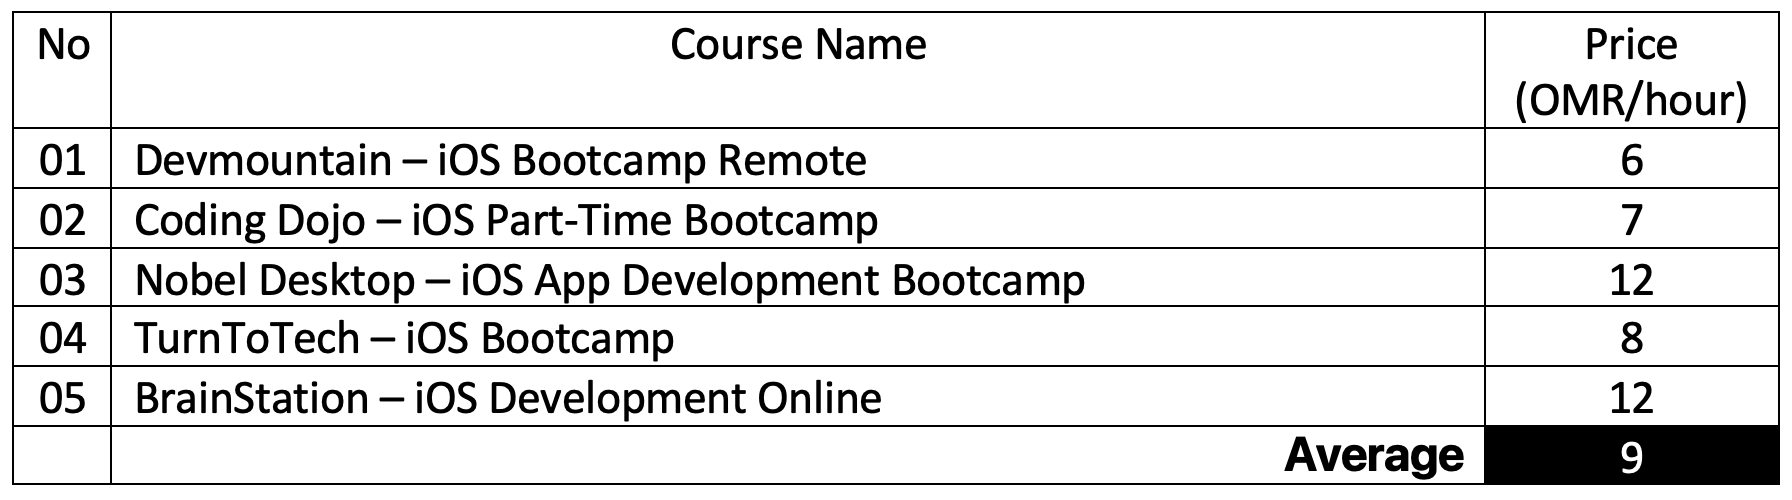 No Course Name Price
(OMR/hour)
01 Devmountain – iOS Bootcamp Remote 6
02 Coding Dojo – iOS Part-Time Bootcamp 7
03 Nobel Desktop – iOS App Development Bootcamp 12
04 TurnToTech – iOS Bootcamp 8
05 BrainStation – iOS Development Online 12
Average 9